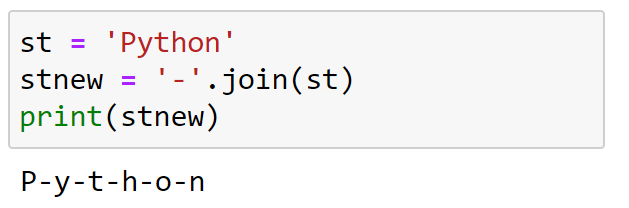 st = 'Python'
stnew = '-'.join(st)
print(stnew)
P-y-t-h-o-n